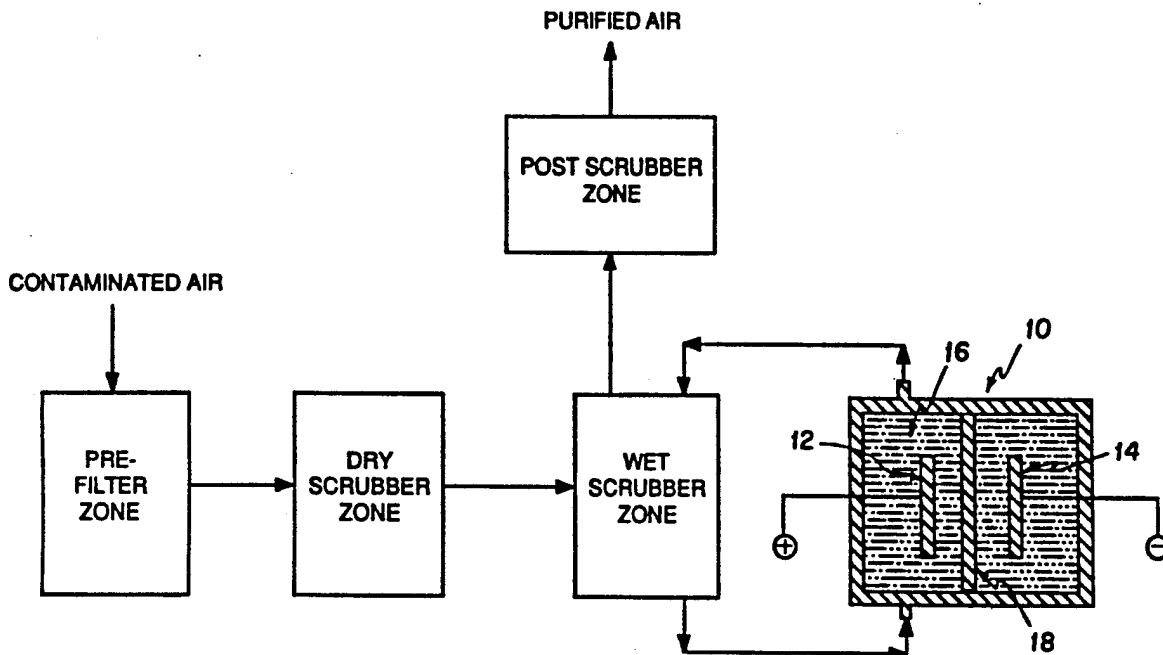 PURIFIED AIR
POST SCRUBBER
ZONE
CONTAMINATED AIR
PRE-
FILTER
ZONE
DRY
SCRUBBER
ZONE
WET
SCRUBBER
ZONE
10
16
12
14
+
−
18